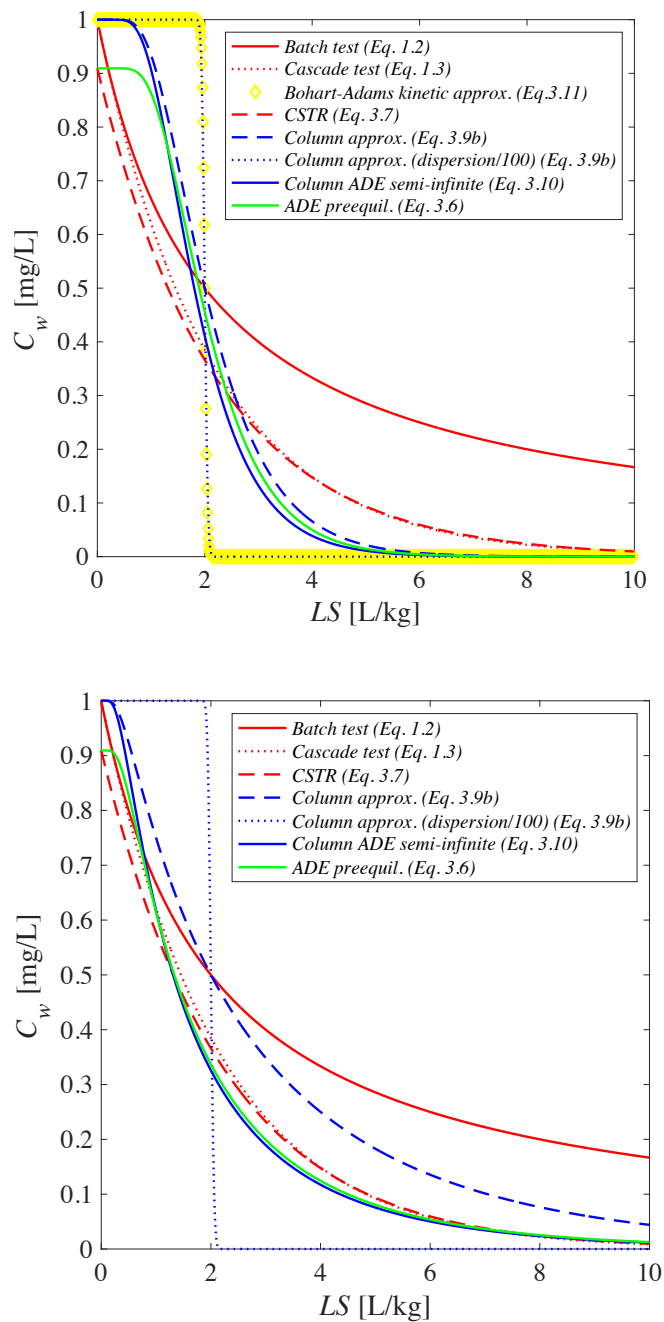 1
0.9
0.8
0.7
0.6
0.5
0.4
0.3
0.2
0.1
0
C_w [mg/L]
Batch test (Eq. 1.2)
Cascade test (Eq. 1.3)
Bohart-Adams kinetic approx. (Eq.3.11)
CSTR (Eq. 3.7)
Column approx. (Eq. 3.9b)
Column approx. (dispersion/100) (Eq. 3.9b)
Column ADE semi-infinite (Eq. 3.10)
ADE preequil. (Eq. 3.6)
0 2 4 6 8 10
LS [L/kg]
1
0.9
0.8
0.7
0.6
0.5
0.4
0.3
0.2
0.1
0
C_w [mg/L]
Batch test (Eq. 1.2)
Cascade test (Eq. 1.3)
CSTR (Eq. 3.7)
Column approx. (Eq. 3.9b)
Column approx. (dispersion/100) (Eq. 3.9b)
Column ADE semi-infinite (Eq. 3.10)
ADE preequil. (Eq. 3.6)
0 2 4 6 8 10
LS [L/kg]